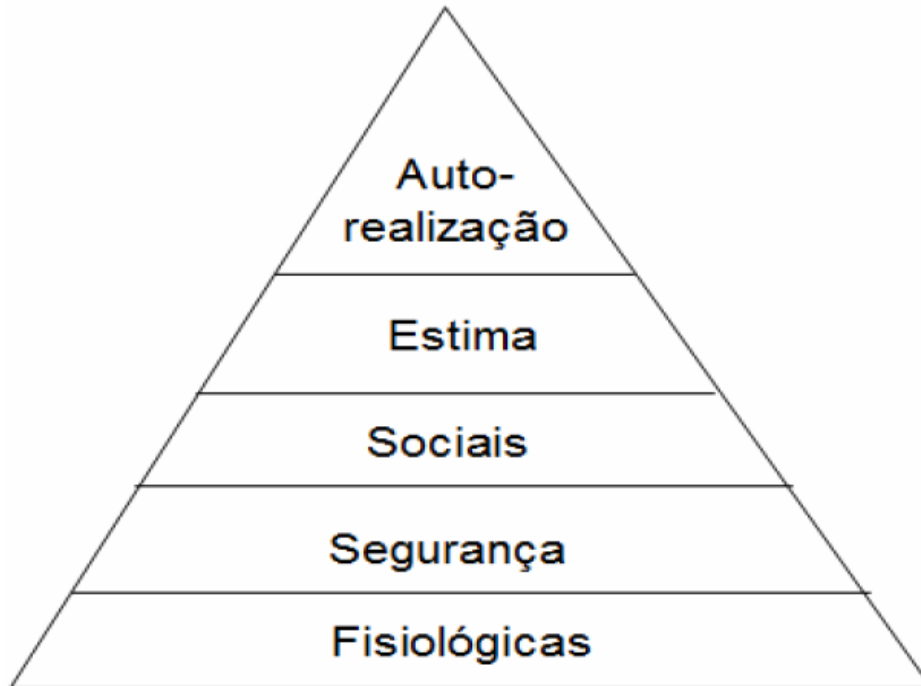 Auto-
realização
Estima
Sociais
Segurança
Fisiológicas